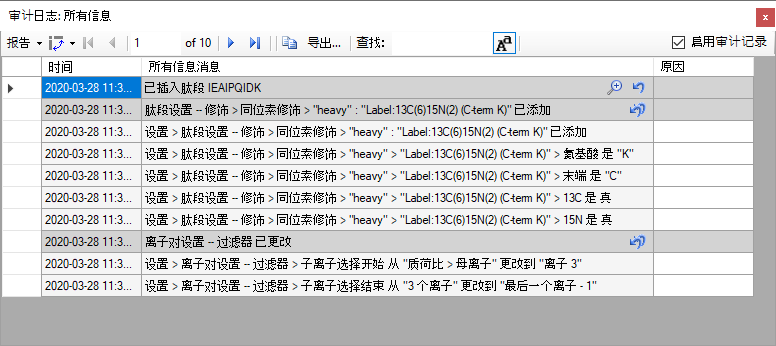 审计日志: 所有信息
报告 1 of 10 导出... 查找: Aa 启用审计记录
时间 所有信息消息 原因
2020-03-28 11:3... 已插入肽段 IEAIPQIDK
2020-03-28 11:3... 肽段设置 -- 修饰 > 同位素修饰 > "heavy" : "Label:13C(6)15N(2) (C-term K)" 已添加
2020-03-28 11:3... 设置 > 肽段设置 -- 修饰 > 同位素修饰 > "heavy" : "Label:13C(6)15N(2) (C-term K)" 已添加
2020-03-28 11:3... 设置 > 肽段设置 -- 修饰 > 同位素修饰 > "heavy" > "Label:13C(6)15N(2) (C-term K)" > 氨基酸 是 "K"
2020-03-28 11:3... 设置 > 肽段设置 -- 修饰 > 同位素修饰 > "heavy" > "Label:13C(6)15N(2) (C-term K)" > 末端 是 "C"
2020-03-28 11:3... 设置 > 肽段设置 -- 修饰 > 同位素修饰 > "heavy" > "Label:13C(6)15N(2) (C-term K)" > 13C 是 真
2020-03-28 11:3... 设置 > 肽段设置 -- 修饰 > 同位素修饰 > "heavy" > "Label:13C(6)15N(2) (C-term K)" > 15N 是 真
2020-03-28 11:3... 离子对设置 -- 过滤器 已更改
2020-03-28 11:3... 设置 > 离子对设置 -- 过滤器 > 子离子选择开始 从 "质荷比 > 母离子" 更改到 "离子 3"
2020-03-28 11:3... 设置 > 离子对设置 -- 过滤器 > 子离子选择结束 从 "3 个离子" 更改到 "最后一个离子 - 1"